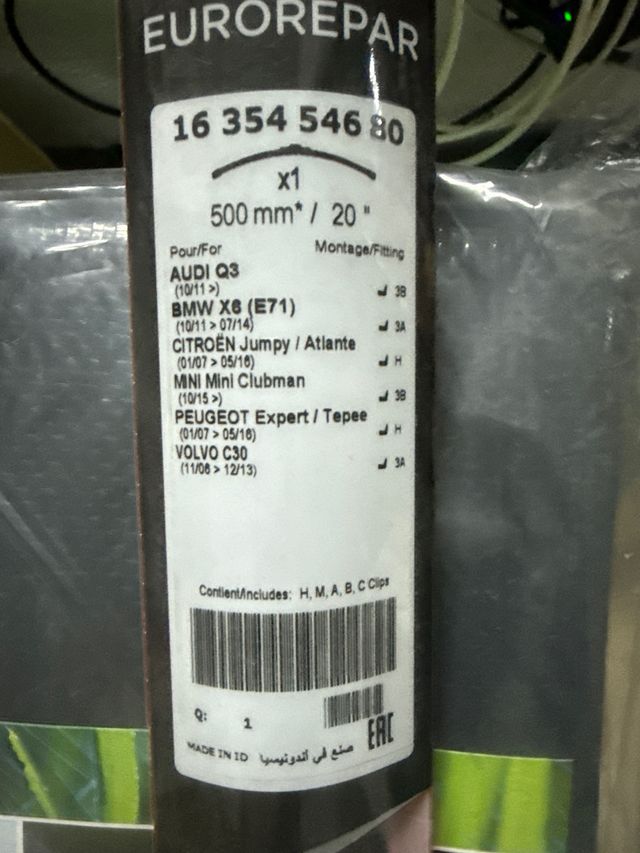 EUROREPAR
16 354 546 80
x1
500 mm* / 20 "
Pour/For Montage/Fitting
AUDI Q3
(10/11 >) 3B
BMW X6 (E71)
(10/11 > 07/14) 3A
CITROËN Jumpy / Atlante
(01/07 > 05/16) H
MINI Mini Clubman
(10/15 >) 3B
PEUGEOT Expert / Tepee
(01/07 > 05/16) H
VOLVO C30
(11/06 > 12/13) 3A
Contient/Includes: H, M, A, B, C Clips
Q: 1
EAC
MADE IN ID صنع في أندونيسيا